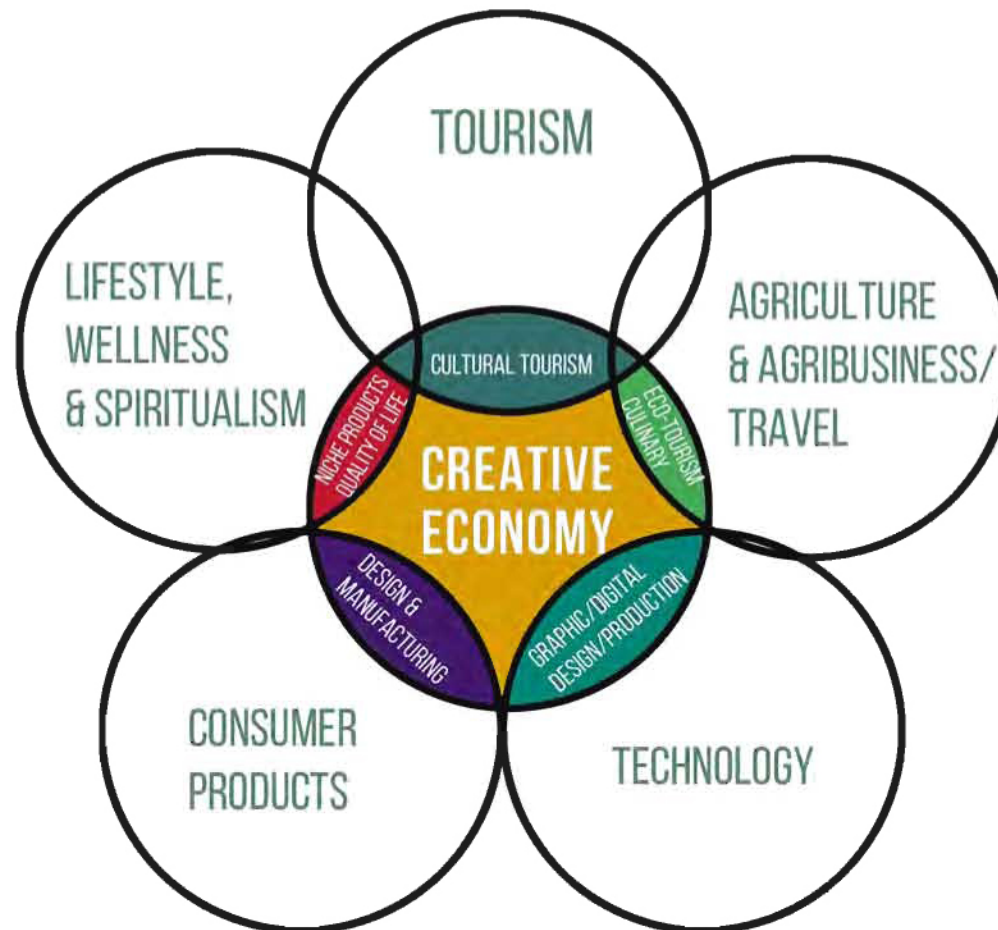 TOURISM
LIFESTYLE,
WELLNESS
& SPIRITUALISM
AGRICULTURE
& AGRIBUSINESS/
TRAVEL
CULTURAL TOURISM
NICHE PRODUCTS
QUALITY OF LIFE
ECO-TOURISM
CULINARY
CREATIVE
ECONOMY
DESIGN &
MANUFACTURING
GRAPHIC/DIGITAL
DESIGN/PRODUCTION
CONSUMER
PRODUCTS
TECHNOLOGY